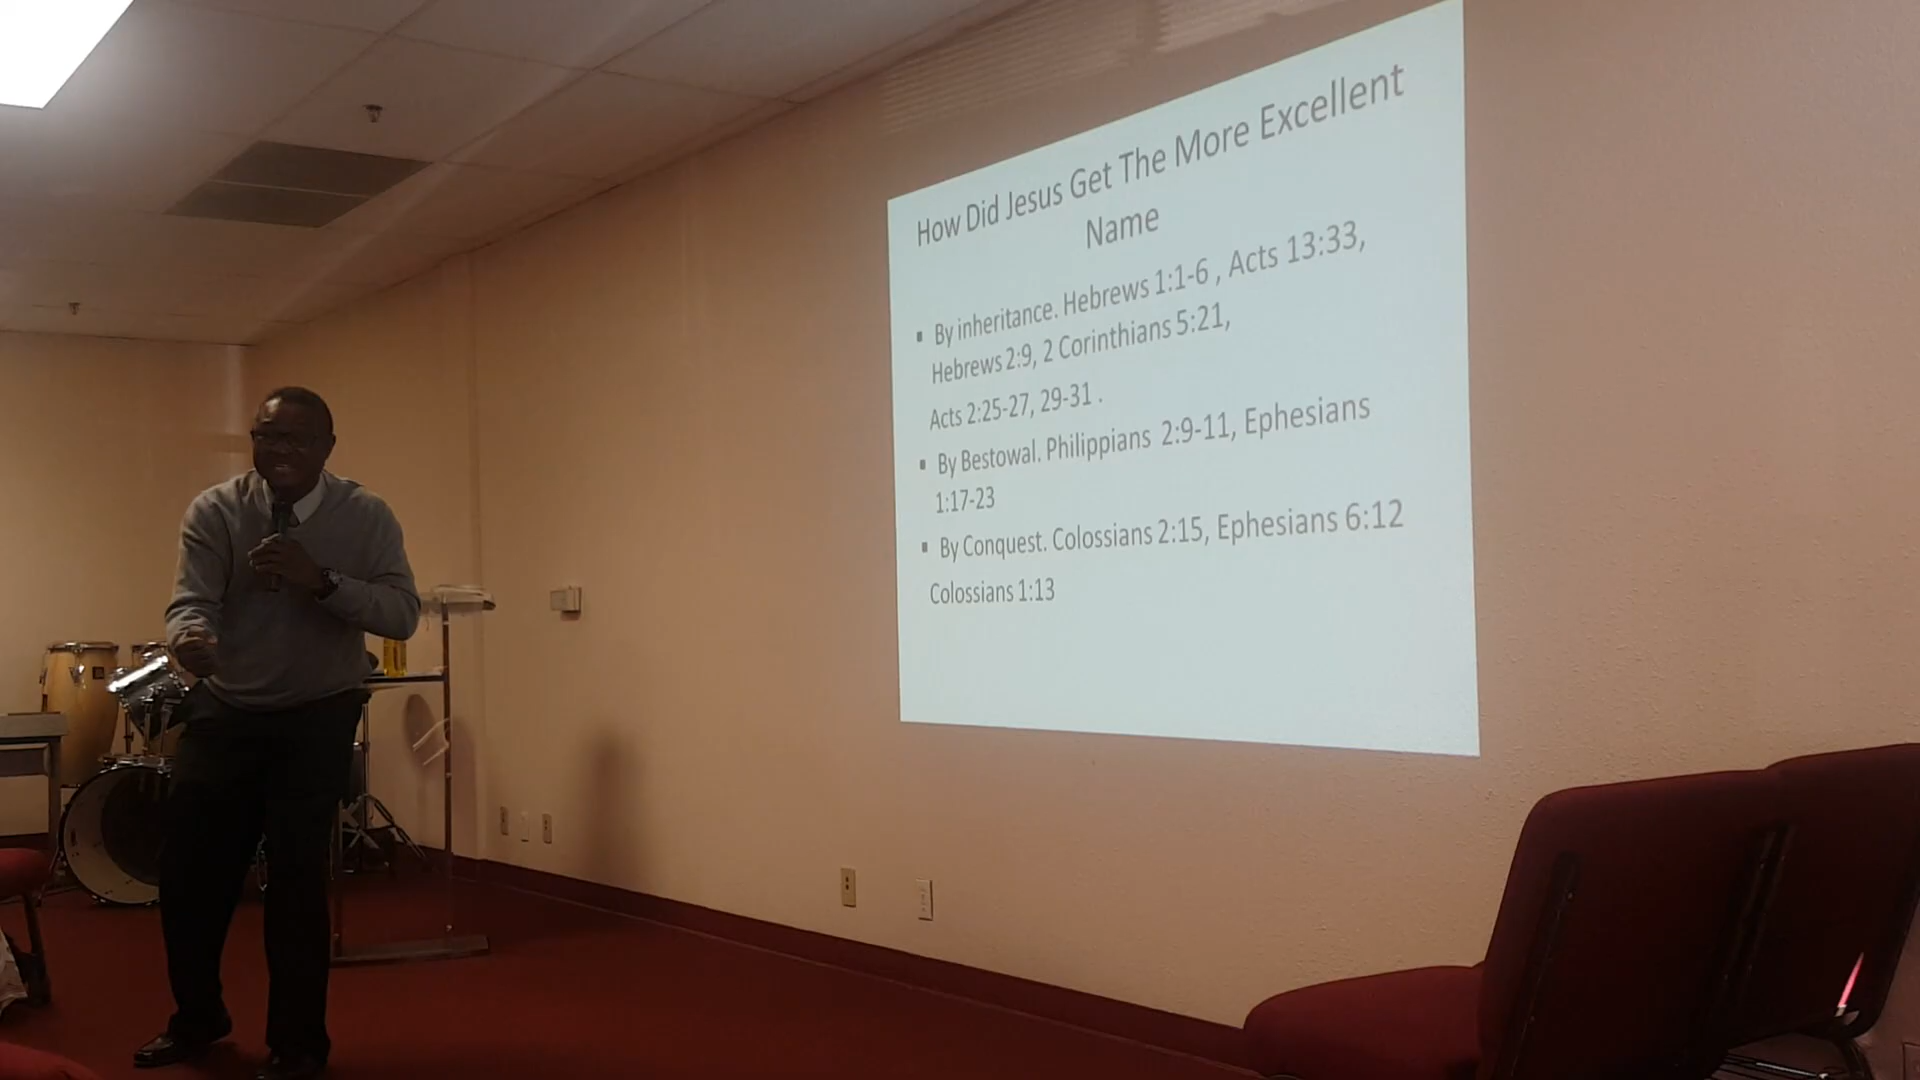 How Did Jesus Get The More Excellent
Name
▪ By inheritance. Hebrews 1:1-6 , Acts 13:33,
Hebrews 2:9, 2 Corinthians 5:21,
Acts 2:25-27, 29-31 .
▪ By Bestowal. Philippians 2:9-11, Ephesians
1:17-23
▪ By Conquest. Colossians 2:15, Ephesians 6:12
Colossians 1:13